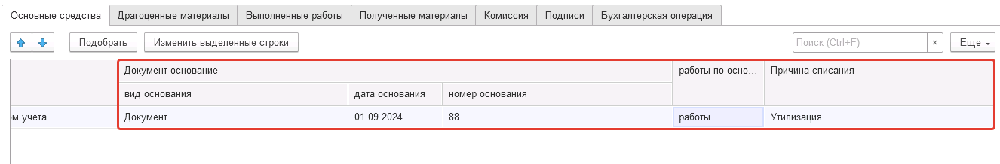 Основные средства Драгоценные материалы Выполненные работы Полученные материалы Комиссия Подписи Бухгалтерская операция
Подобрать Изменить выделенные строки Поиск (Ctrl+F) × Еще
Документ-основание работы по осно... Причина списания
вид основания дата основания номер основания
ом учета Документ 01.09.2024 88 работы Утилизация